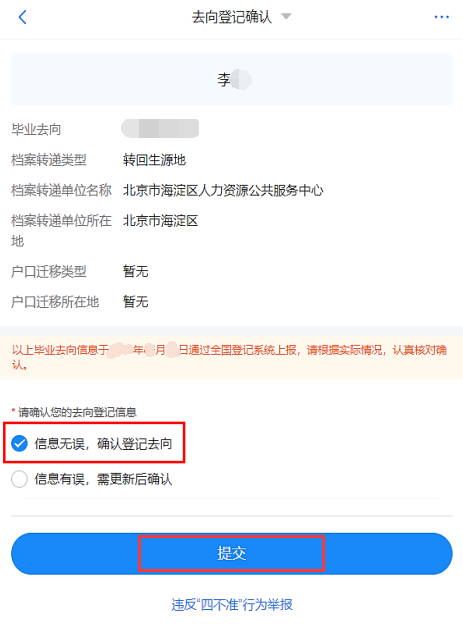 去向登记确认
李
毕业去向
档案转递类型 转回生源地
档案转递单位名称 北京市海淀区人力资源公共服务中心
档案转递单位所在 北京市海淀区
地
户口迁移类型 暂无
户口迁移所在地 暂无
以上毕业去向信息于 年 月 日通过全国登记系统上报，请根据实际情况，认真核对确
认。
* 请确认您的去向登记信息
信息无误，确认登记去向
信息有误，需更新后确认
提交
违反“四不准”行为举报